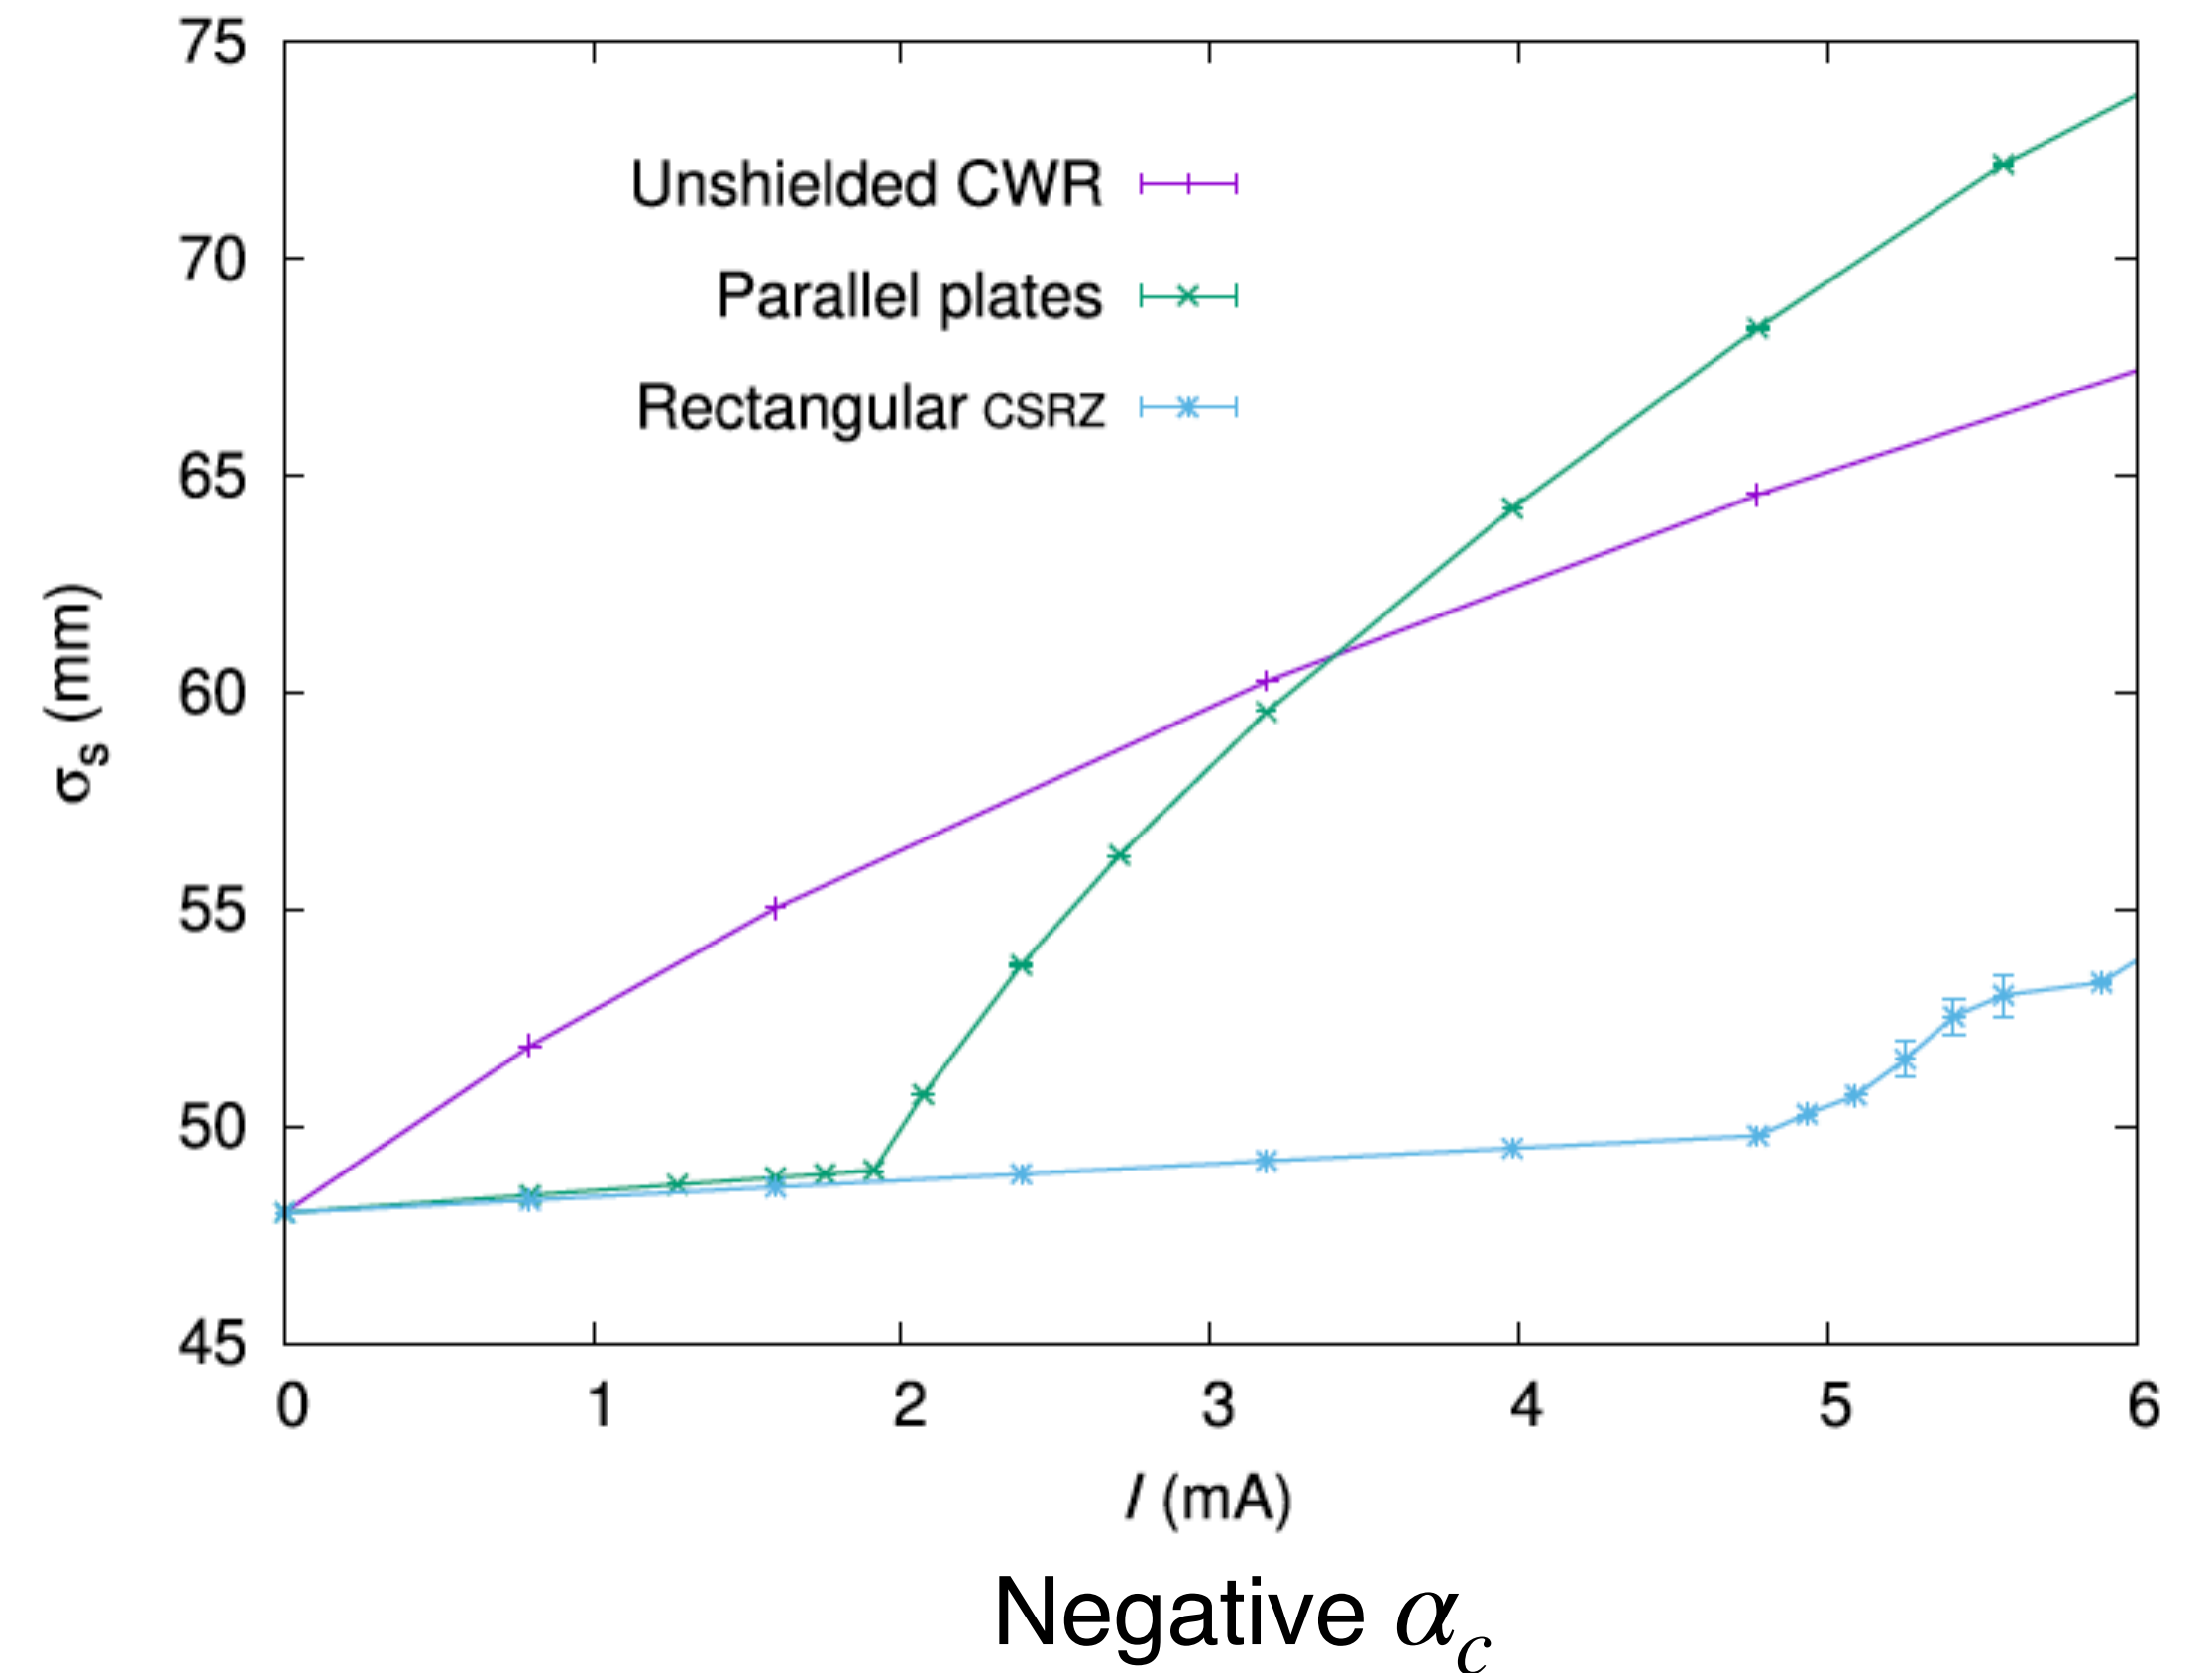 75
70
65
60
55
50
45
σs (mm)
Unshielded CWR
Parallel plates
Rectangular CSRZ
0 1 2 3 4 5 6
I (mA)
Negative αc